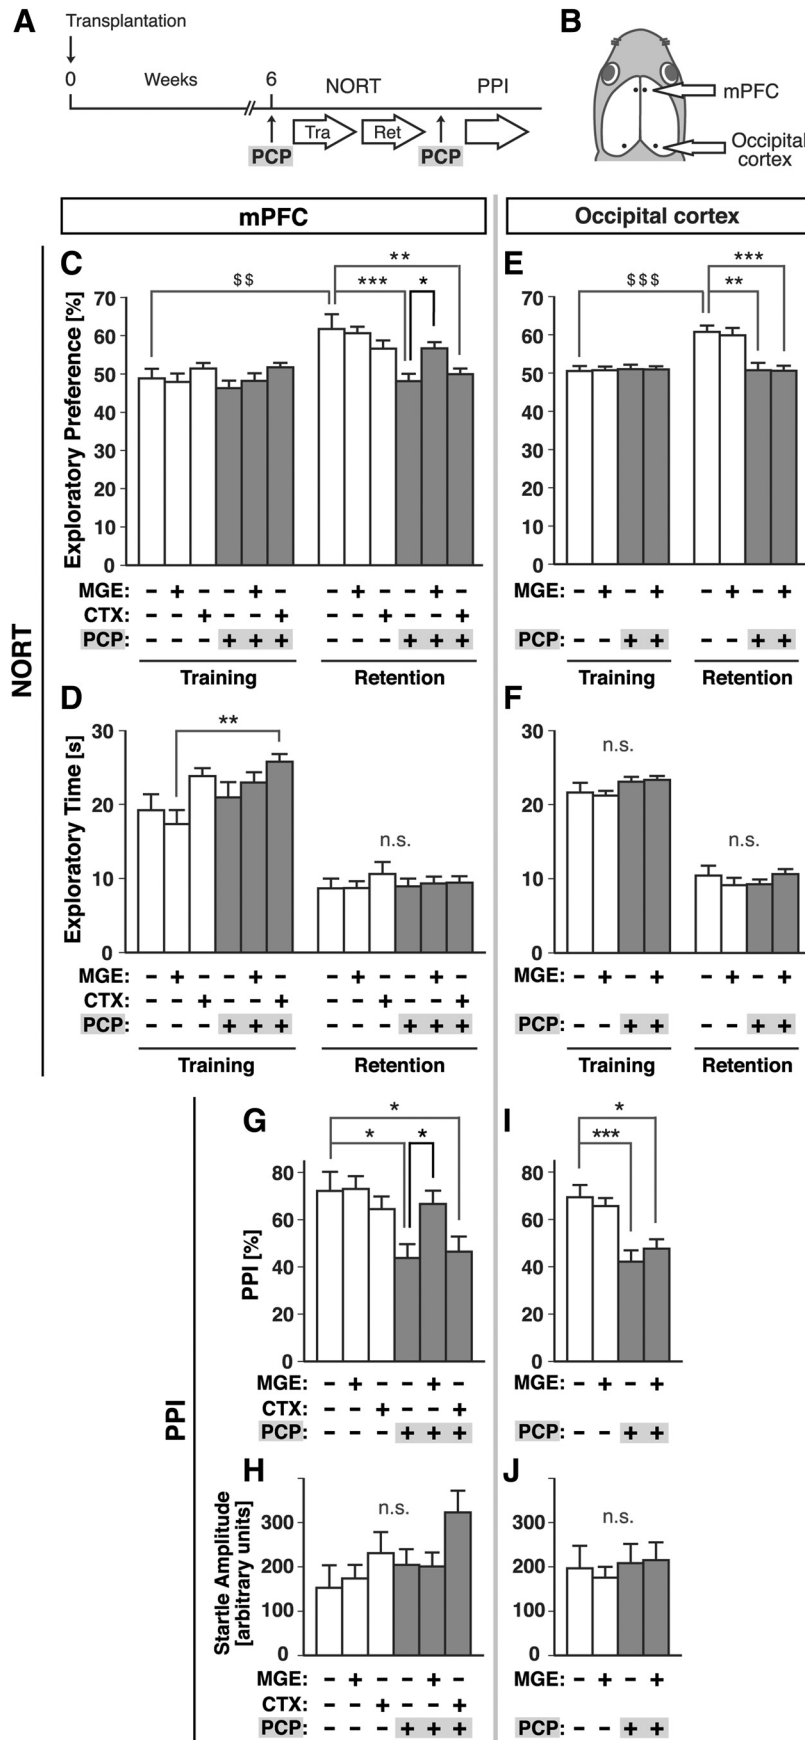 A
Transplantation
0 Weeks 6 NORT PPI
Tra Ret
PCP PCP
B
mPFC
Occipital
cortex
mPFC
Occipital cortex
NORT
C
$$ *** ** *
Exploratory Preference [%]
70
60
50
40
30
20
10
0
MGE: – + – – + – – + – – + –
CTX: – – + – – + – – + – – +
PCP: – – – + + + – – – + + +
Training Retention
E
$$$ ** ***
70
60
50
40
30
20
10
0
MGE: – + – + – + – +
PCP: – – + + – – + +
Training Retention
D
**
n.s.
Exploratory Time [s]
30
20
10
0
MGE: – + – – + – – + – – + –
CTX: – – + – – + – – + – – +
PCP: – – – + + + – – – + + +
Training Retention
F
n.s.
n.s.
30
20
10
0
MGE: – + – + – + – +
PCP: – – + + – – + +
Training Retention
PPI
G
*
* *
PPI [%]
80
60
40
20
0
MGE: – + – – + –
CTX: – – + – – +
PCP: – – – + + +
I
*
***
80
60
40
20
0
MGE: – + – +
PCP: – – + +
H
n.s.
Startle Amplitude
[arbitrary units]
300
200
100
0
MGE: – + – – + –
CTX: – – + – – +
PCP: – – – + + +
J
n.s.
300
200
100
0
MGE: – + – +
PCP: – – + +